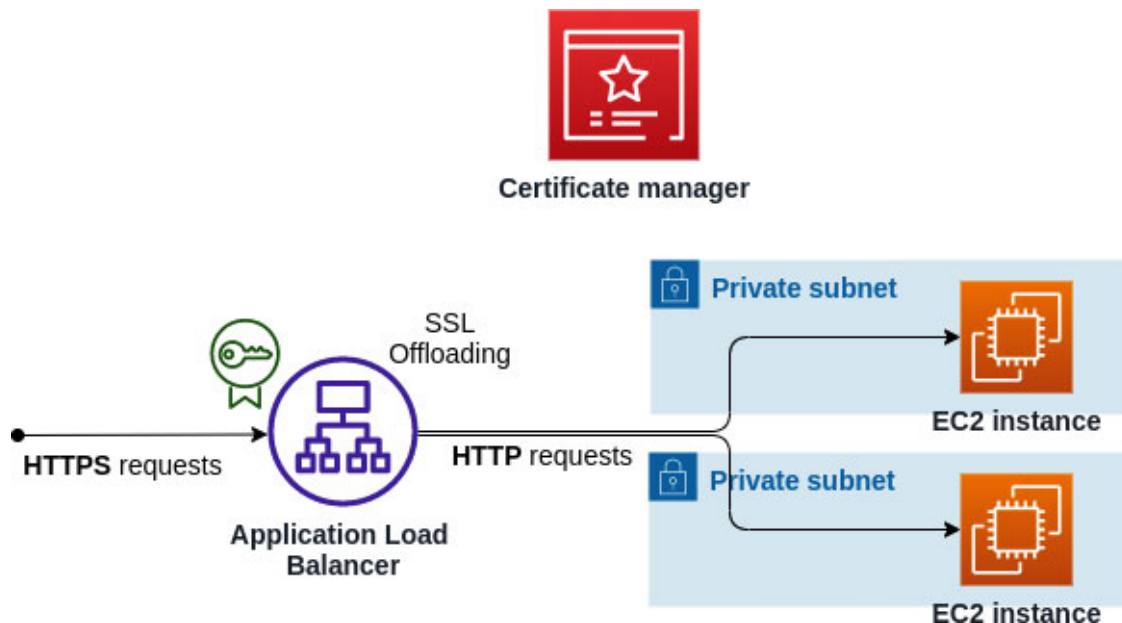 Certificate manager
Private subnet
SSL
Offloading
EC2 instance
HTTPS requests
HTTP requests
Private subnet
Application Load
Balancer
EC2 instance